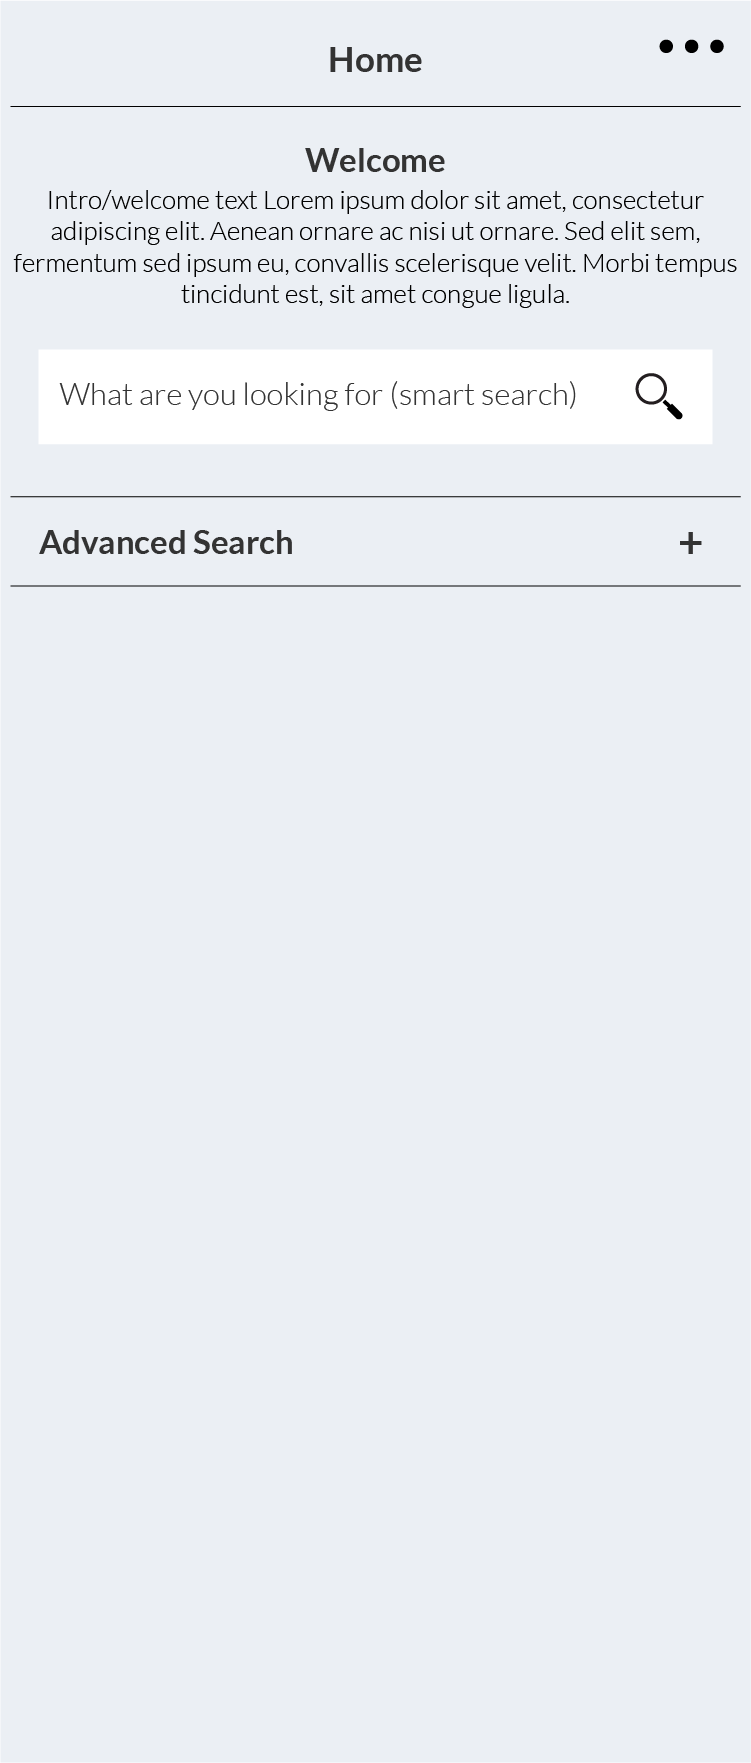 Home
Welcome
Intro/welcome text Lorem ipsum dolor sit amet, consectetur
adipiscing elit. Aenean ornare ac nisi ut ornare. Sed elit sem,
fermentum sed ipsum eu, convallis scelerisque velit. Morbi tempus
tincidunt est, sit amet congue ligula.
What are you looking for (smart search)
Advanced Search +